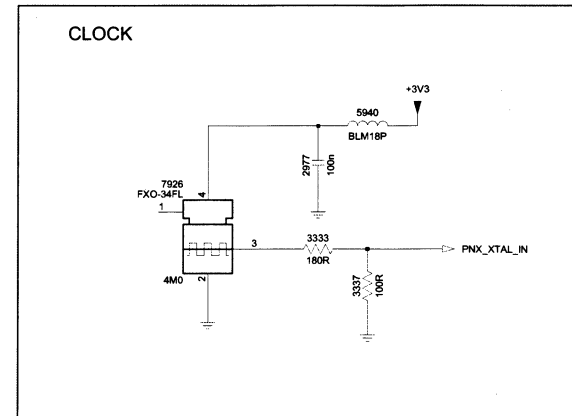 CLOCK
+3V3
5940
BLM18P
2977
100n
7926
FXO-34FL
4
1
3
3333
180R
PNX_XTAL_IN
4M0
2
3337
100R